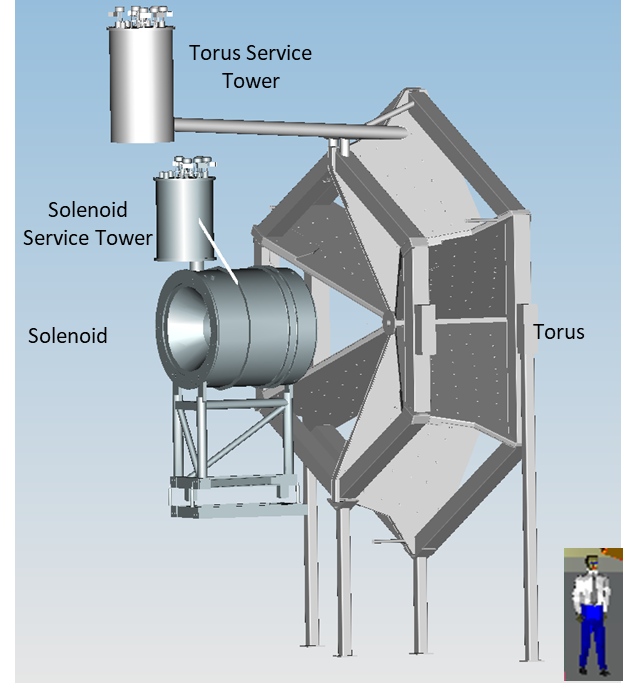 Torus Service
Tower
Solenoid
Service Tower
Solenoid
Torus